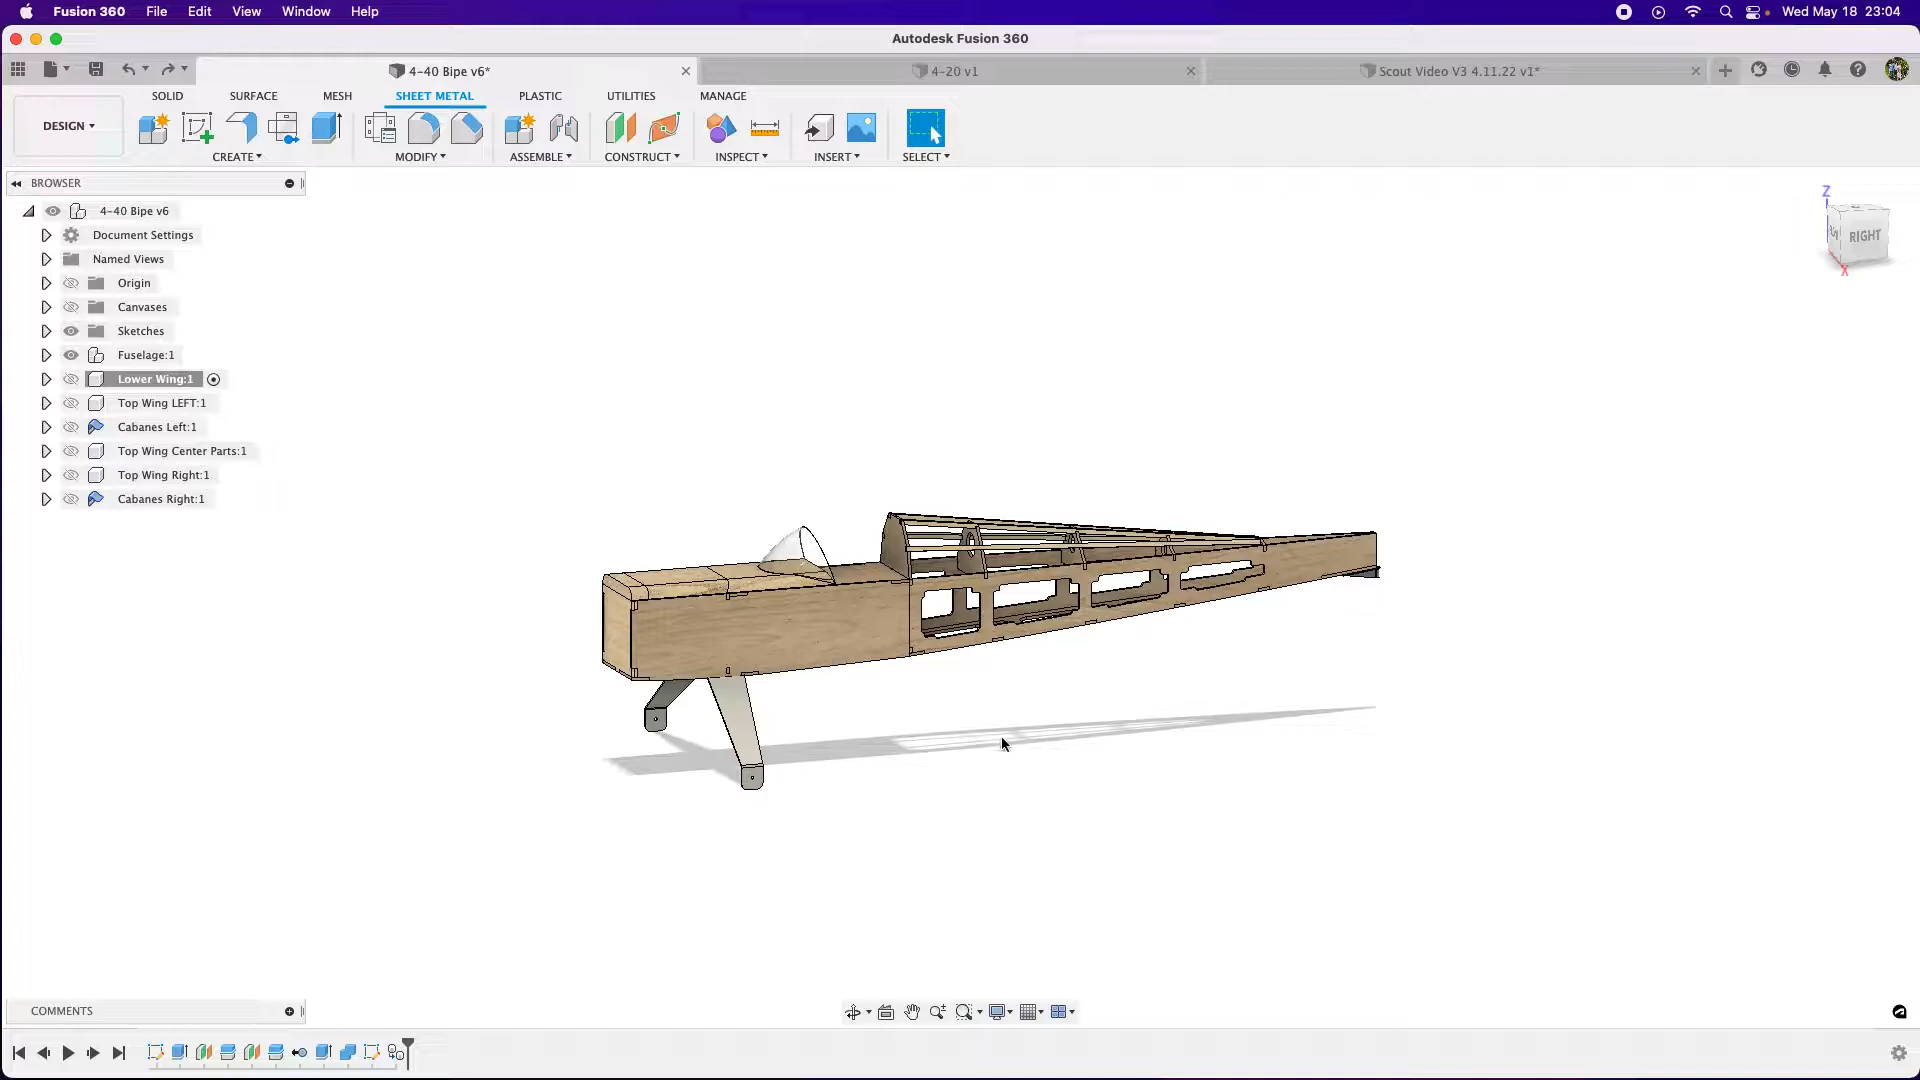 Fusion 360 File Edit View Window Help Wed May 18 23:04
Autodesk Fusion 360
4-40 Bipe v6* 4-20 v1 Scout Video V3 4.11.22 v1*
SOLID SURFACE MESH SHEET METAL PLASTIC UTILITIES MANAGE
DESIGN
CREATE MODIFY ASSEMBLE CONSTRUCT INSPECT INSERT SELECT
BROWSER
4-40 Bipe v6
Document Settings
Named Views
Origin
Canvases
Sketches
Fuselage:1
Lower Wing:1
Top Wing LEFT:1
Cabanes Left:1
Top Wing Center Parts:1
Top Wing Right:1
Cabanes Right:1
Z
RIGHT
X
COMMENTS